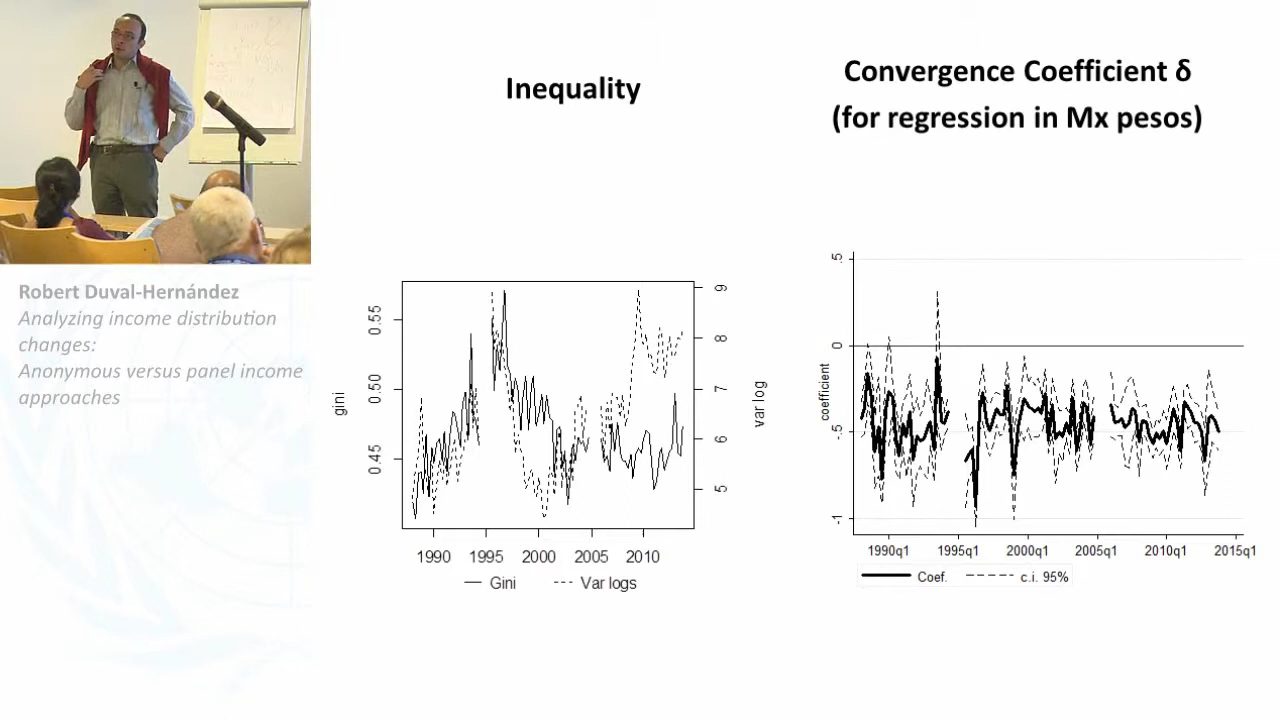 Robert Duval-Hernández
Analyzing income distribution
changes:
Anonymous versus panel income
approaches
Inequality
gini
0.55
0.50
0.45
9
8
7
6
5
var log
1990 1995 2000 2005 2010
Gini Var logs
Convergence Coefficient δ
(for regression in Mx pesos)
coefficient
.5
0
-.5
-1
1990q1 1995q1 2000q1 2005q1 2010q1 2015q1
Coef. c.i. 95%